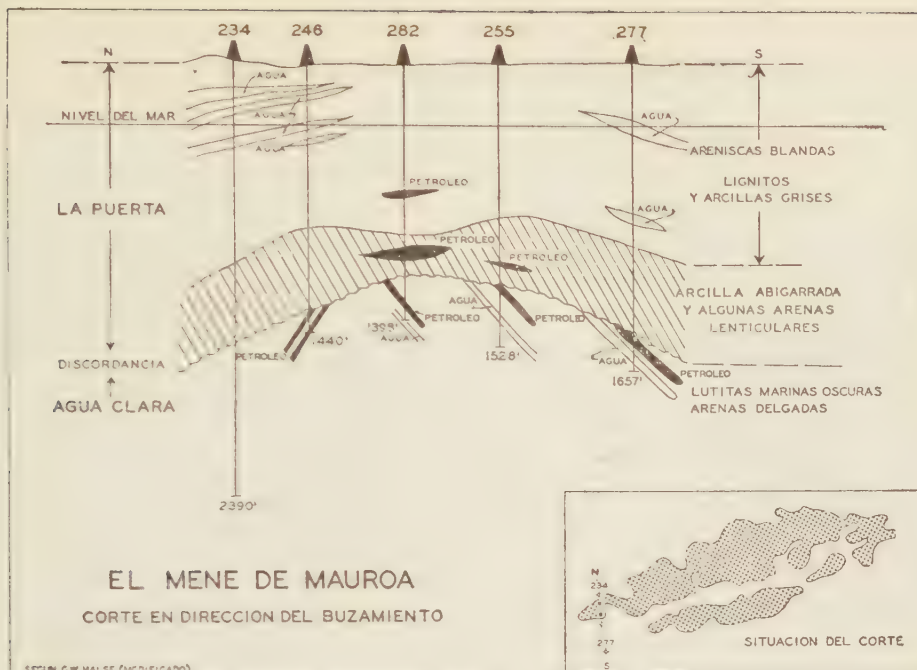 234 246 282 255 277
N
S
AGUA
NIVEL DEL MAR
AGUA
AGUA
AGUA
ARENISCAS BLANDAS
PETROLEO
LIGNITOS
Y ARCILLAS GRISES
LA PUERTA
AGUA
PETROLEO
PETROLEO
ARCILLA ABIGARRADA
Y ALGUNAS ARENAS
LENTICULARES
AGUA
PETROLEO
PETROLEO
1440'
1395'
AGUA
PETROLEO
1528'
AGUA
1657'
PETROLEO
DISCORDANCIA
AGUA CLARA
LUTITAS MARINAS OSCURAS
ARENAS DELGADAS
2390'
EL MENE DE MAUROA
CORTE EN DIRECCION DEL BUZAMIENTO
N
234
277
S
SITUACION DEL CORTE
(MODIFICADO)